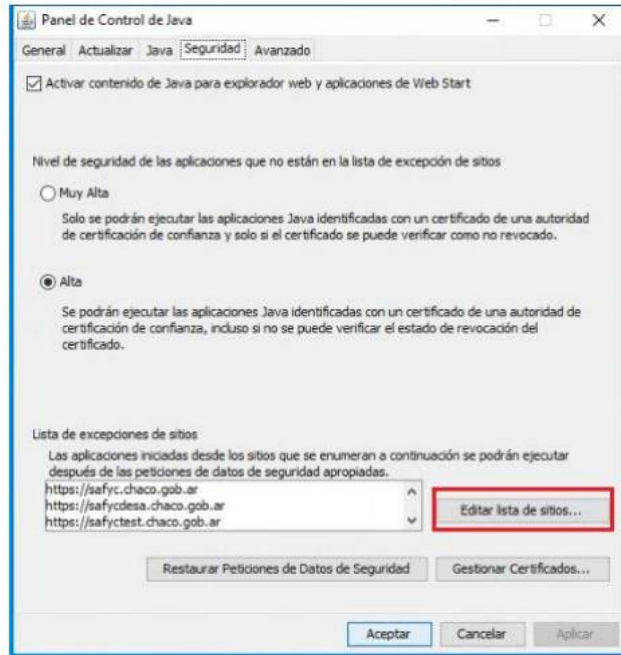 Panel de Control de Java
General Actualizar Java Seguridad Avanzado
Activar contenido de Java para explorador web y aplicaciones de Web Start
Nivel de seguridad de las aplicaciones que no están en la lista de excepción de sitios
Muy Alta
Solo se podrán ejecutar las aplicaciones Java identificadas con un certificado de una autoridad
de certificación de confianza y solo si el certificado se puede verificar como no revocado.
Alta
Se podrán ejecutar las aplicaciones Java identificadas con un certificado de una autoridad de
certificación de confianza, incluso si no se puede verificar el estado de revocación del
certificado.
Lista de excepciones de sitios
Las aplicaciones iniciadas desde los sitios que se enumeran a continuación se podrán ejecutar
después de las peticiones de datos de seguridad apropiadas.
https://safyc.chaco.gob.ar
https://safycdesa.chaco.gob.ar
https://safyctest.chaco.gob.ar
Editar lista de sitios...
Restaurar Peticiones de Datos de Seguridad Gestionar Certificados...
Aceptar Cancelar Aplicar